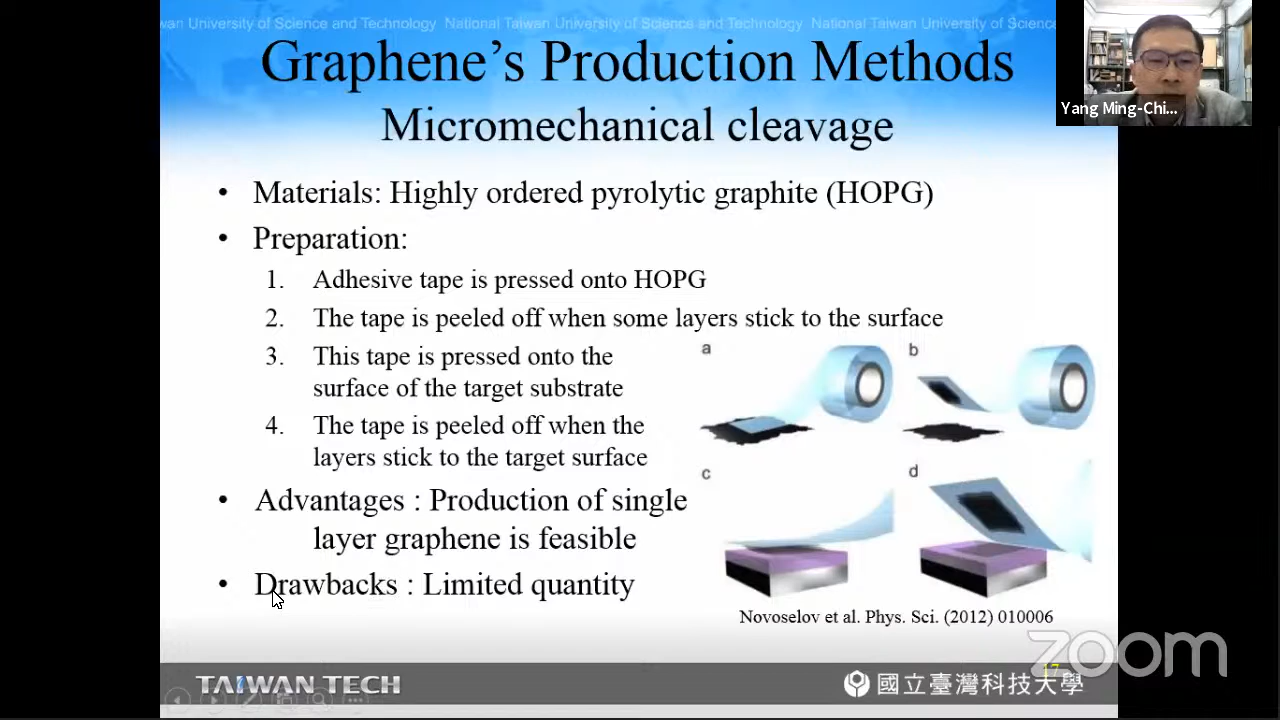 wan University of Science and Technology National Taiwan University of Science and Technology National Taiwan University of Science
Graphene's Production Methods
Micromechanical cleavage
Yang Ming-Chi...
• Materials: Highly ordered pyrolytic graphite (HOPG)
• Preparation:
1. Adhesive tape is pressed onto HOPG
2. The tape is peeled off when some layers stick to the surface
3. This tape is pressed onto the
surface of the target substrate
4. The tape is peeled off when the
layers stick to the target surface
• Advantages : Production of single
layer graphene is feasible
• Drawbacks : Limited quantity
a
b
c
d
Novoselov et al. Phys. Sci. (2012) 010006
zoom
17
TAIWAN TECH
國立臺灣科技大學